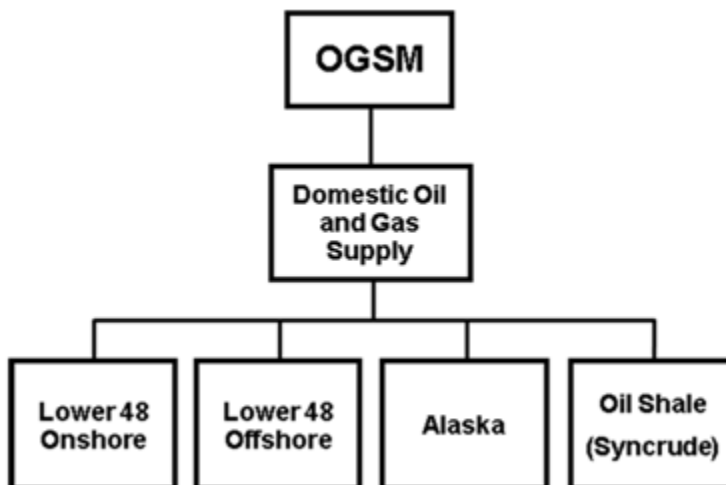 OGSM
Domestic Oil
and Gas
Supply
Lower 48
Onshore
Lower 48
Offshore
Alaska
Oil Shale
(Syncrude)